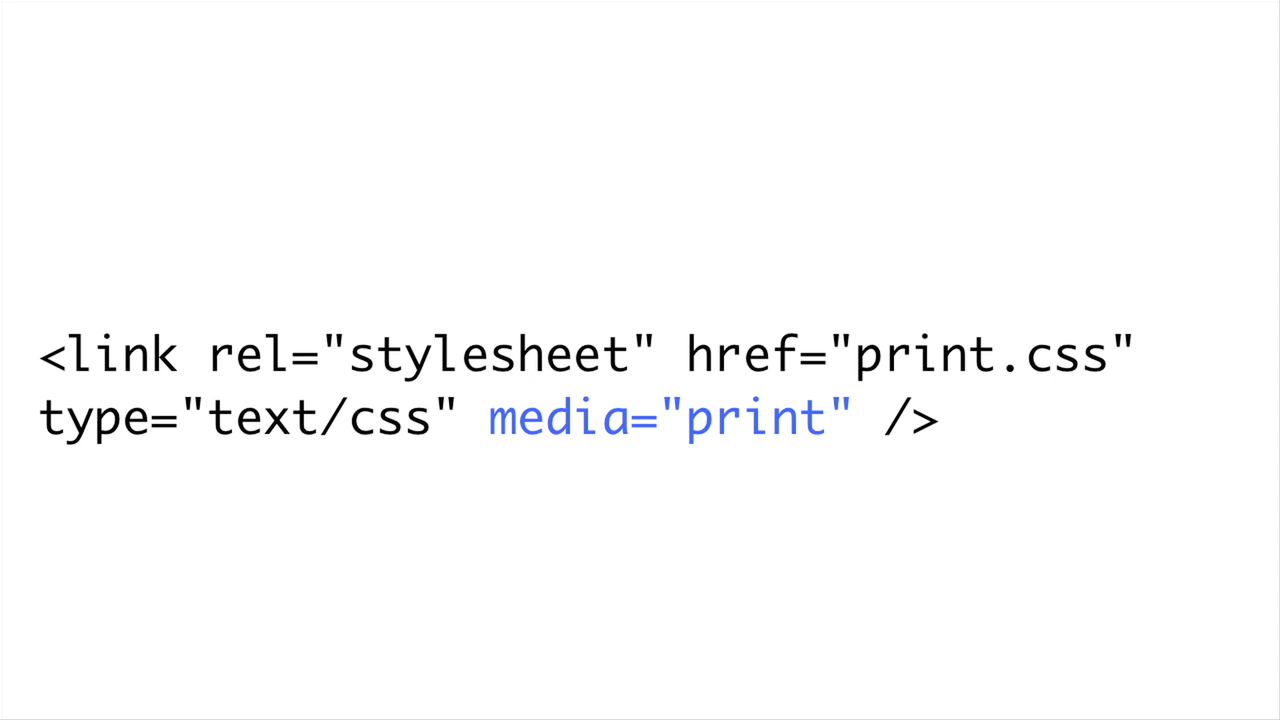 <link rel="stylesheet" href="print.css"
type="text/css" media="print" />